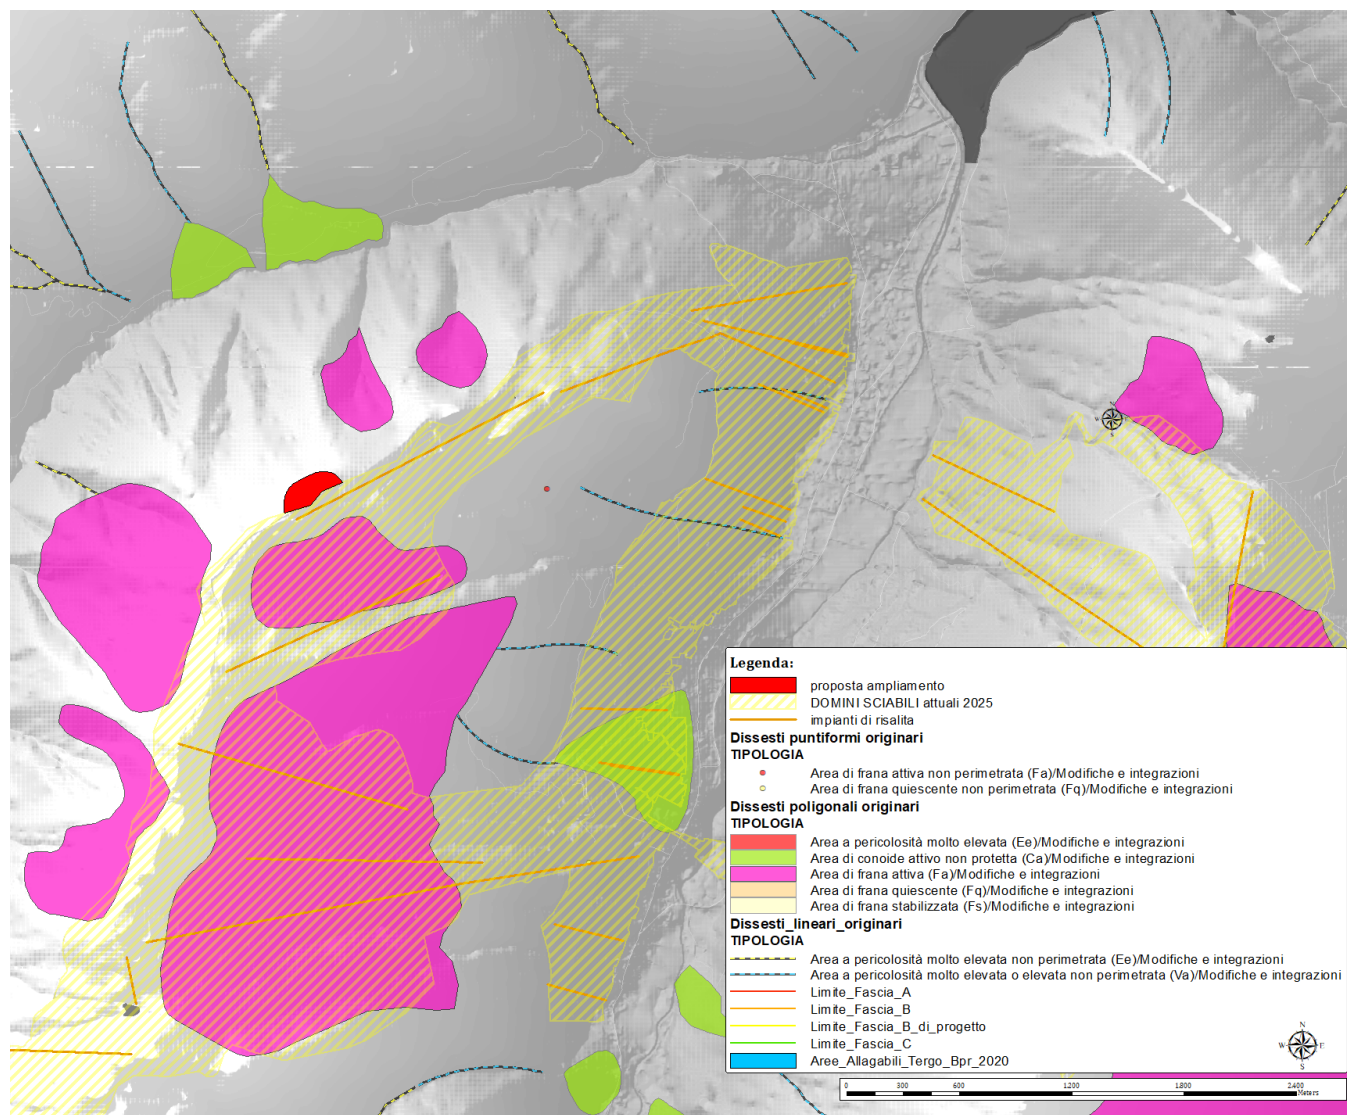 Legenda:
proposta ampliamento
DOMINI SCIABILI attuali 2025
impianti di risalita
Dissesti puntiformi originari
TIPOLOGIA
Area di frana attiva non perimetrata (Fa)/Modifiche e integrazioni
Area di frana quiescente non perimetrata (Fq)/Modifiche e integrazioni
Dissesti poligonali originari
TIPOLOGIA
Area a pericolosità molto elevata (Ee)/Modifiche e integrazioni
Area di conoide attivo non protetta (Ca)/Modifiche e integrazioni
Area di frana attiva (Fa)/Modifiche e integrazioni
Area di frana quiescente (Fq)/Modifiche e integrazioni
Area di frana stabilizzata (Fs)/Modifiche e integrazioni
Dissesti_lineari_originari
TIPOLOGIA
Area a pericolosità molto elevata non perimetrata (Ee)/Modifiche e integrazioni
Area a pericolosità molto elevata o elevata non perimetrata (Va)/Modifiche e integrazioni
Limite_Fascia_A
Limite_Fascia_B
Limite_Fascia_B_di_progetto
Limite_Fascia_C
Aree_Allagabili_Tergo_Bpr_2020
N
W E
S
0 300 600 1.200 1.800 2.400
Meters